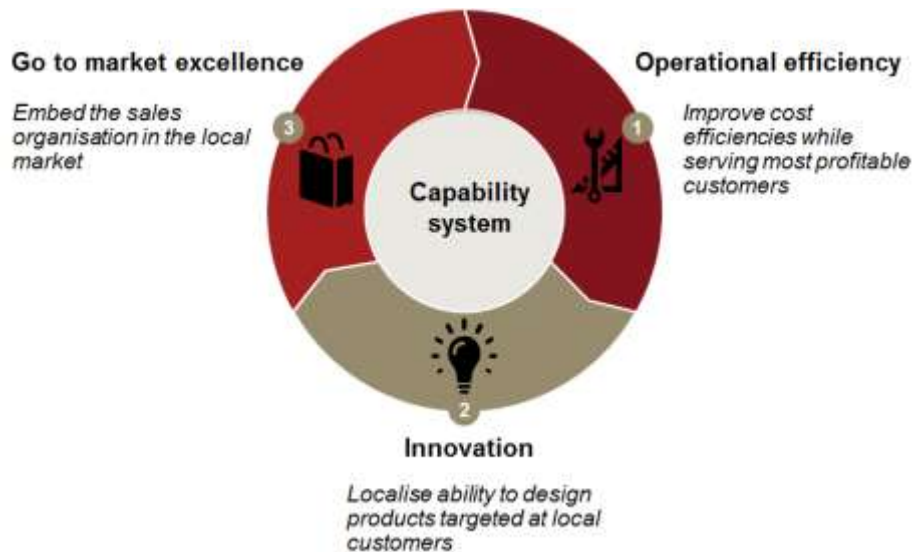 Go to market excellence
Embed the sales
organisation in the local
market
3
Capability
system
Operational efficiency
1
Improve cost
efficiencies while
serving most profitable
customers
2
Innovation
Localise ability to design
products targeted at local
customers